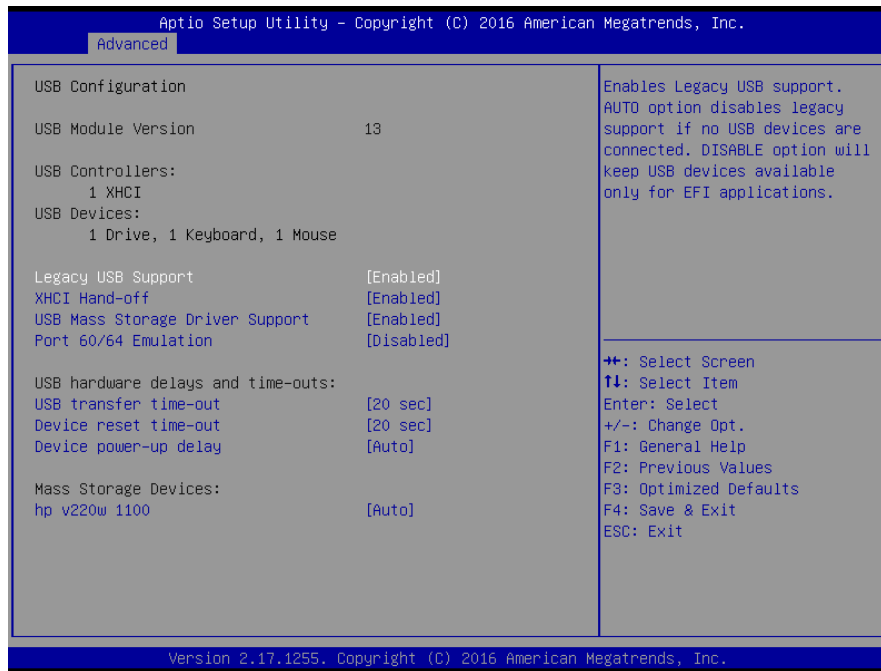 Aptio Setup Utility – Copyright (C) 2016 American Megatrends, Inc.
Advanced
USB Configuration
USB Module Version 13
USB Controllers:
1 XHCI
USB Devices:
1 Drive, 1 Keyboard, 1 Mouse
Legacy USB Support [Enabled]
XHCI Hand-off [Enabled]
USB Mass Storage Driver Support [Enabled]
Port 60/64 Emulation [Disabled]
USB hardware delays and time-outs:
USB transfer time-out [20 sec]
Device reset time-out [20 sec]
Device power-up delay [Auto]
Mass Storage Devices:
hp v220w 1100 [Auto]
Enables Legacy USB support.
AUTO option disables legacy
support if no USB devices are
connected. DISABLE option will
keep USB devices available
only for EFI applications.
→←: Select Screen
↑↓: Select Item
Enter: Select
+/-: Change Opt.
F1: General Help
F2: Previous Values
F3: Optimized Defaults
F4: Save & Exit
ESC: Exit
Version 2.17.1255. Copyright (C) 2016 American Megatrends, Inc.